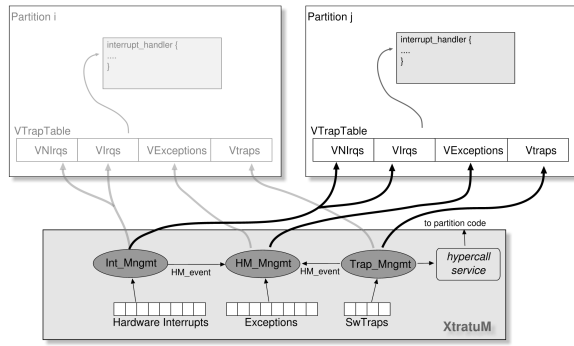 Partition i
interrupt_handler {
....
}
VTrapTable
VNIrqs VIrqs VExceptions Vtraps
Partition j
interrupt_handler {
....
}
VTrapTable
VNIrqs VIrqs VExceptions Vtraps
to partition code
Int_Mngmt
HM_event
HM_Mngmt
HM_event
Trap_Mngmt
hypercall
service
Hardware Interrupts
Exceptions
SwTraps
XtratuM